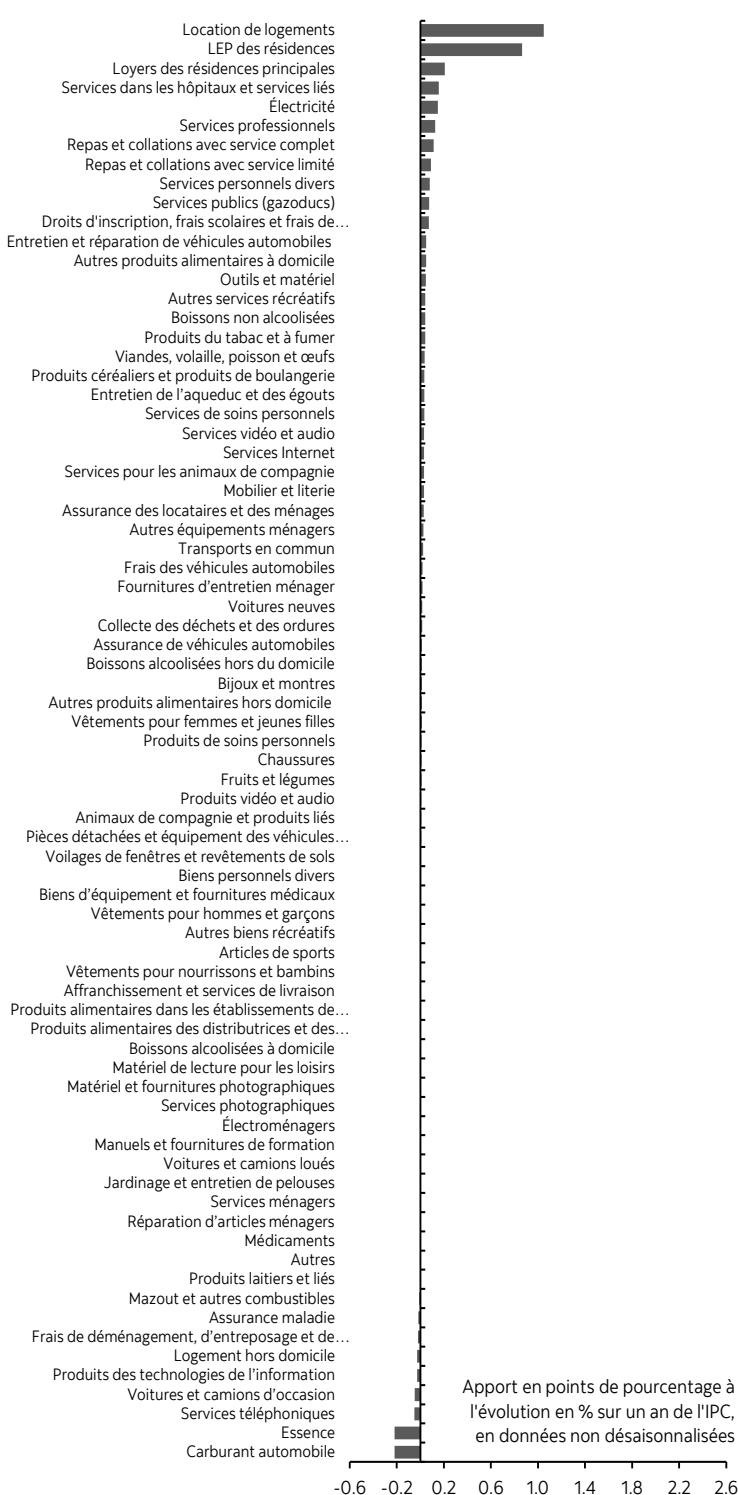 Location de logements
LEP des résidences
Loyers des résidences principales
Services dans les hôpitaux et services liés
Électricité
Services professionnels
Repas et collations avec service complet
Repas et collations avec service limité
Services personnels divers
Services publics (gazoducs)
Droits d'inscription, frais scolaires et frais de…
Entretien et réparation de véhicules automobiles
Autres produits alimentaires à domicile
Outils et matériel
Autres services récréatifs
Boissons non alcoolisées
Produits du tabac et à fumer
Viandes, volaille, poisson et œufs
Produits céréaliers et produits de boulangerie
Entretien de l’aqueduc et des égouts
Services de soins personnels
Services vidéo et audio
Services Internet
Services pour les animaux de compagnie
Mobilier et literie
Assurance des locataires et des ménages
Autres équipements ménagers
Transports en commun
Frais des véhicules automobiles
Fournitures d’entretien ménager
Voitures neuves
Collecte des déchets et des ordures
Assurance de véhicules automobiles
Boissons alcoolisées hors du domicile
Bijoux et montres
Autres produits alimentaires hors domicile
Vêtements pour femmes et jeunes filles
Produits de soins personnels
Chaussures
Fruits et légumes
Produits vidéo et audio
Animaux de compagnie et produits liés
Pièces détachées et équipement des véhicules…
Voilages de fenêtres et revêtements de sols
Biens personnels divers
Biens d’équipement et fournitures médicaux
Vêtements pour hommes et garçons
Autres biens récréatifs
Articles de sports
Vêtements pour nourrissons et bambins
Affranchissement et services de livraison
Produits alimentaires dans les établissements de…
Produits alimentaires des distributrices et des…
Boissons alcoolisées à domicile
Matériel de lecture pour les loisirs
Matériel et fournitures photographiques
Services photographiques
Électroménagers
Manuels et fournitures de formation
Voitures et camions loués
Jardinage et entretien de pelouses
Services ménagers
Réparation d’articles ménagers
Médicaments
Autres
Produits laitiers et liés
Mazout et autres combustibles
Assurance maladie
Frais de déménagement, d’entreposage et de…
Logement hors domicile
Produits des technologies de l’information
Voitures et camions d’occasion
Services téléphoniques
Essence
Carburant automobile
Apport en points de pourcentage à
l'évolution en % sur un an de l'IPC,
en données non désaisonnalisées
-0.6 -0.2 0.2 0.6 1.0 1.4 1.8 2.2 2.6